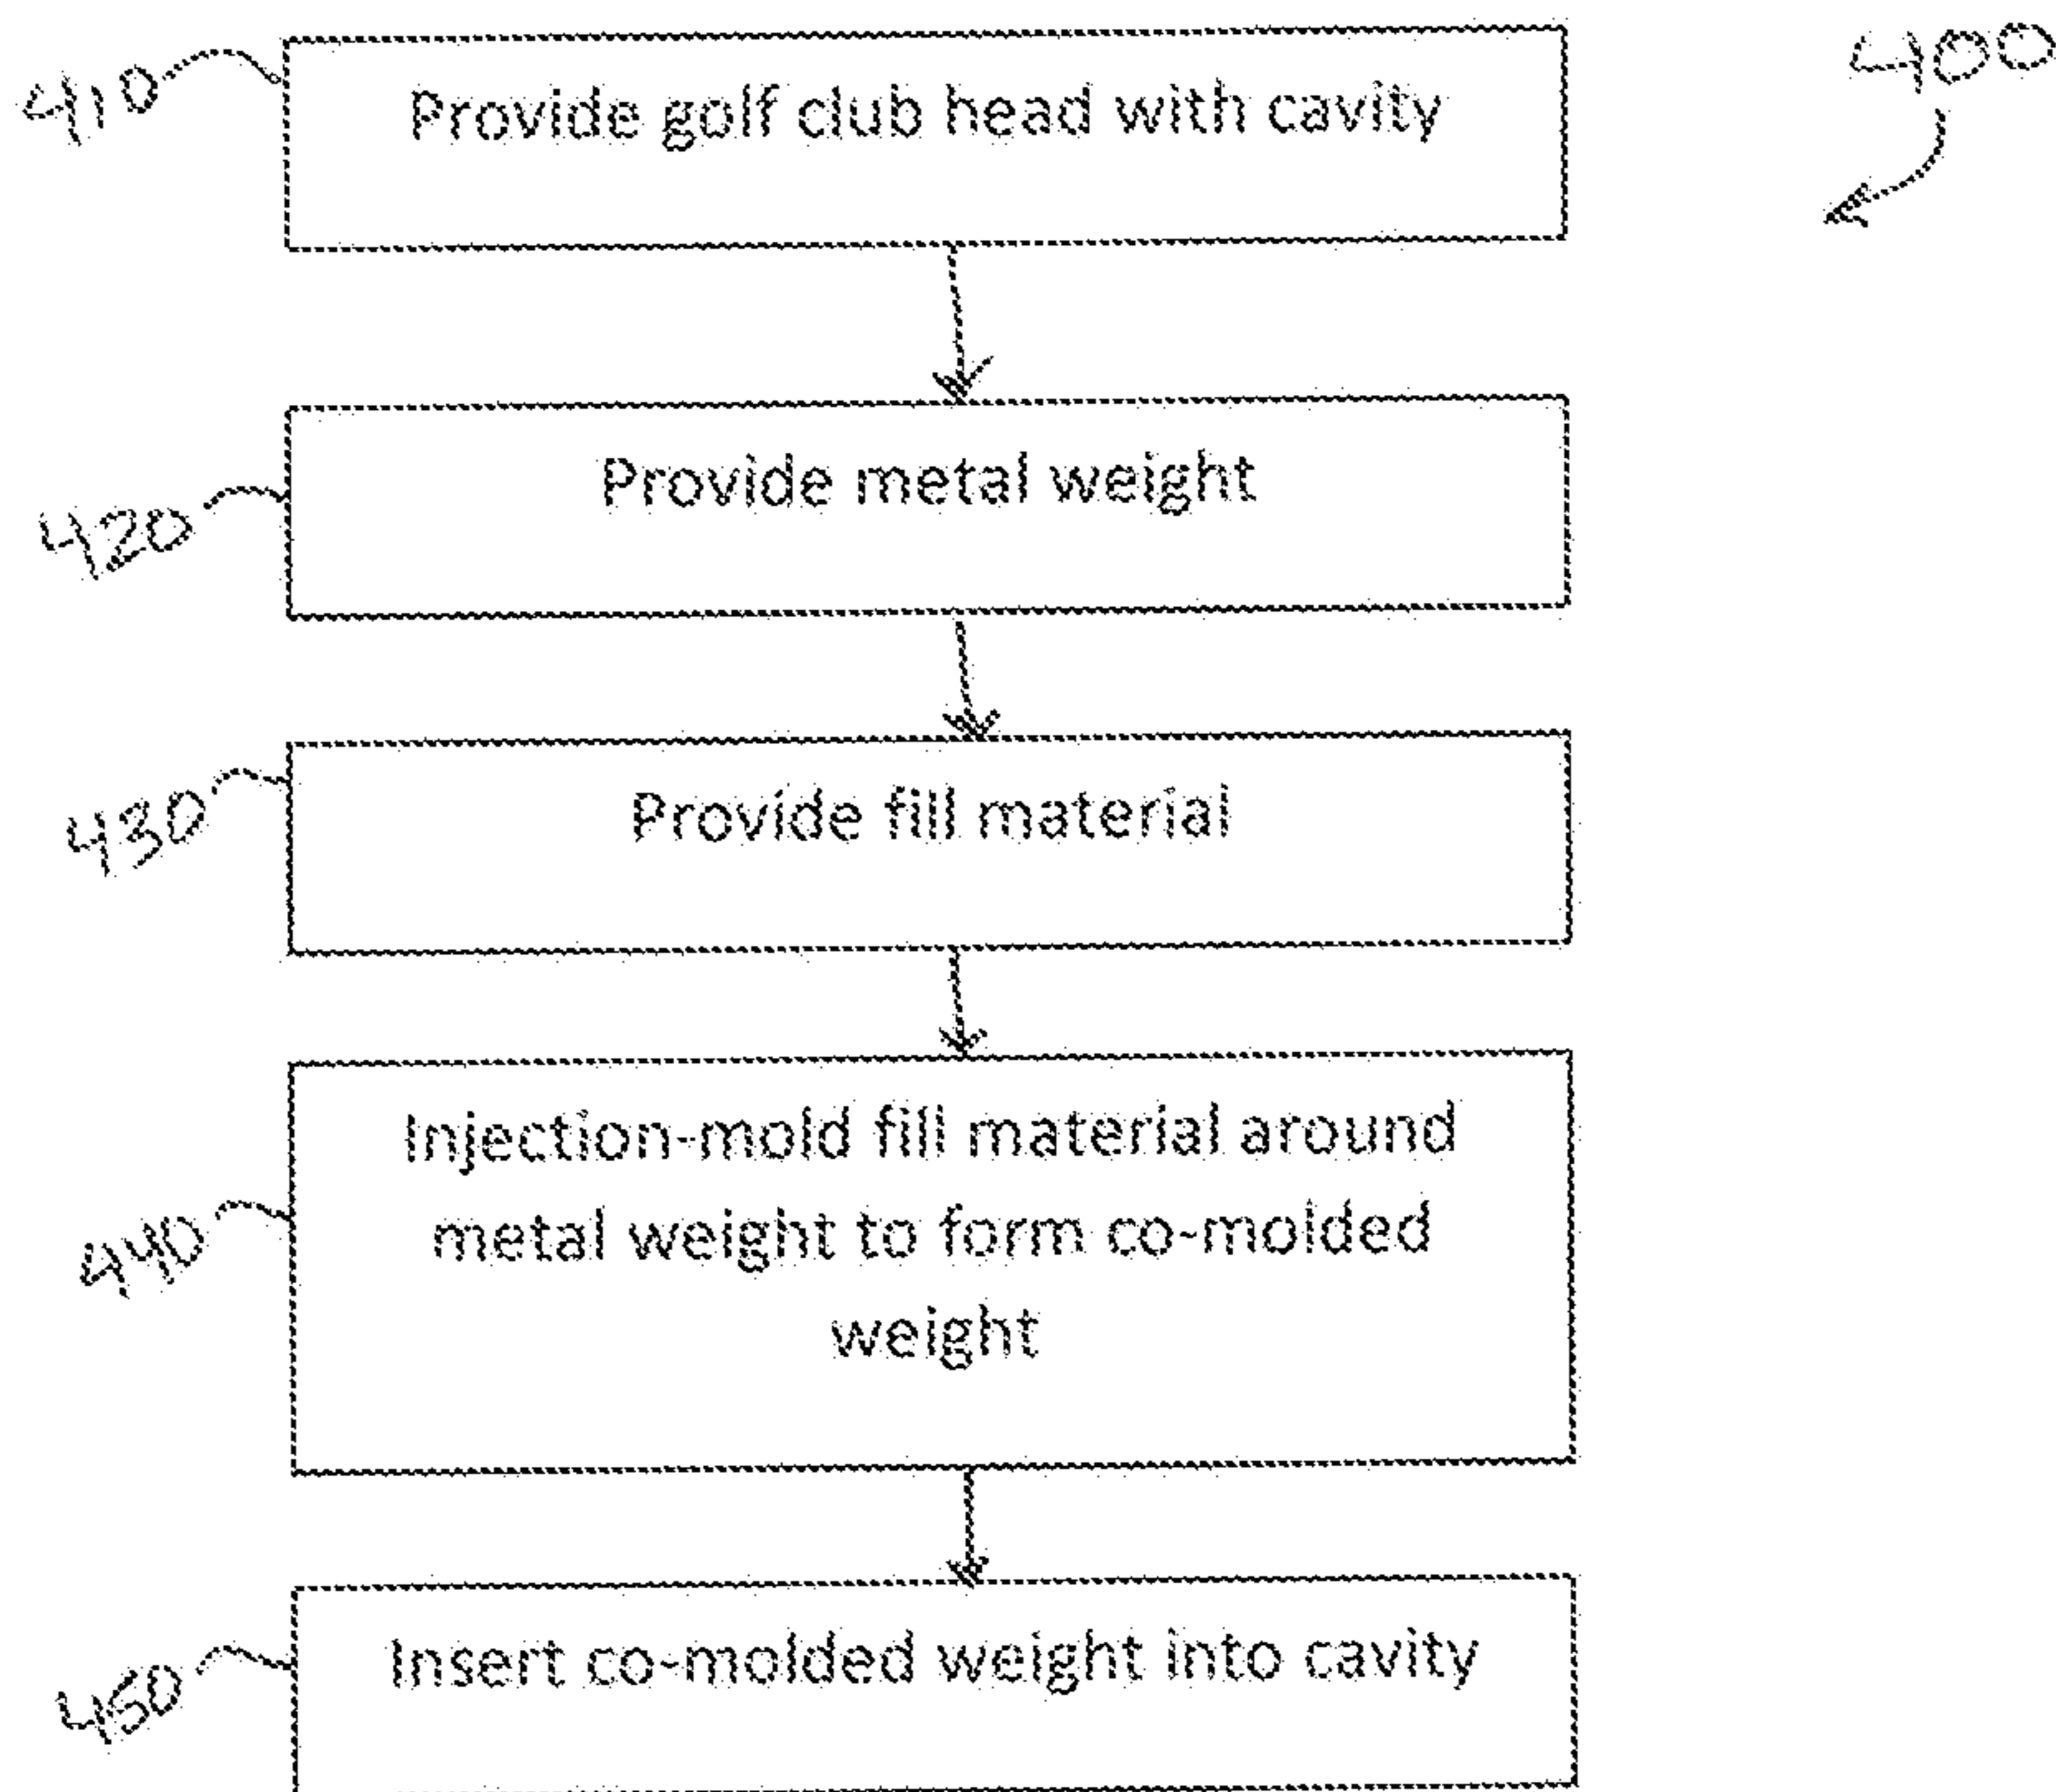 400
410
Provide golf club head with cavity
420
Provide metal weight
430
Provide fill material
440
Injection-mold fill material around
metal weight to form co-molded
weight
450
Insert co-molded weight into cavity